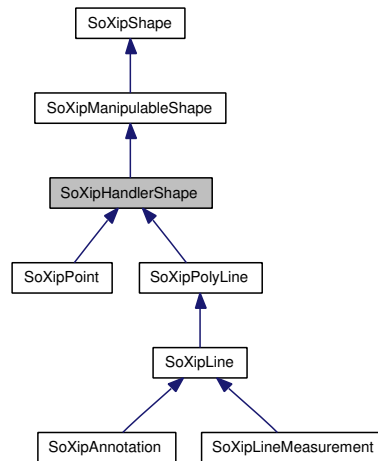 SoXipShape
SoXipManipulableShape
SoXipHandlerShape
SoXipPoint
SoXipPolyLine
SoXipLine
SoXipAnnotation
SoXipLineMeasurement